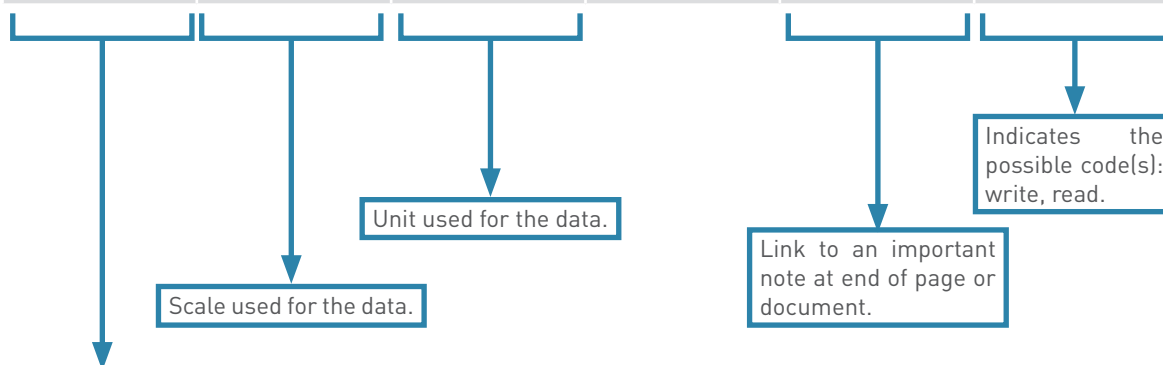 Indicates the
possible code(s):
write, read.
Unit used for the data.
Link to an important
note at end of page or
document.
Scale used for the data.